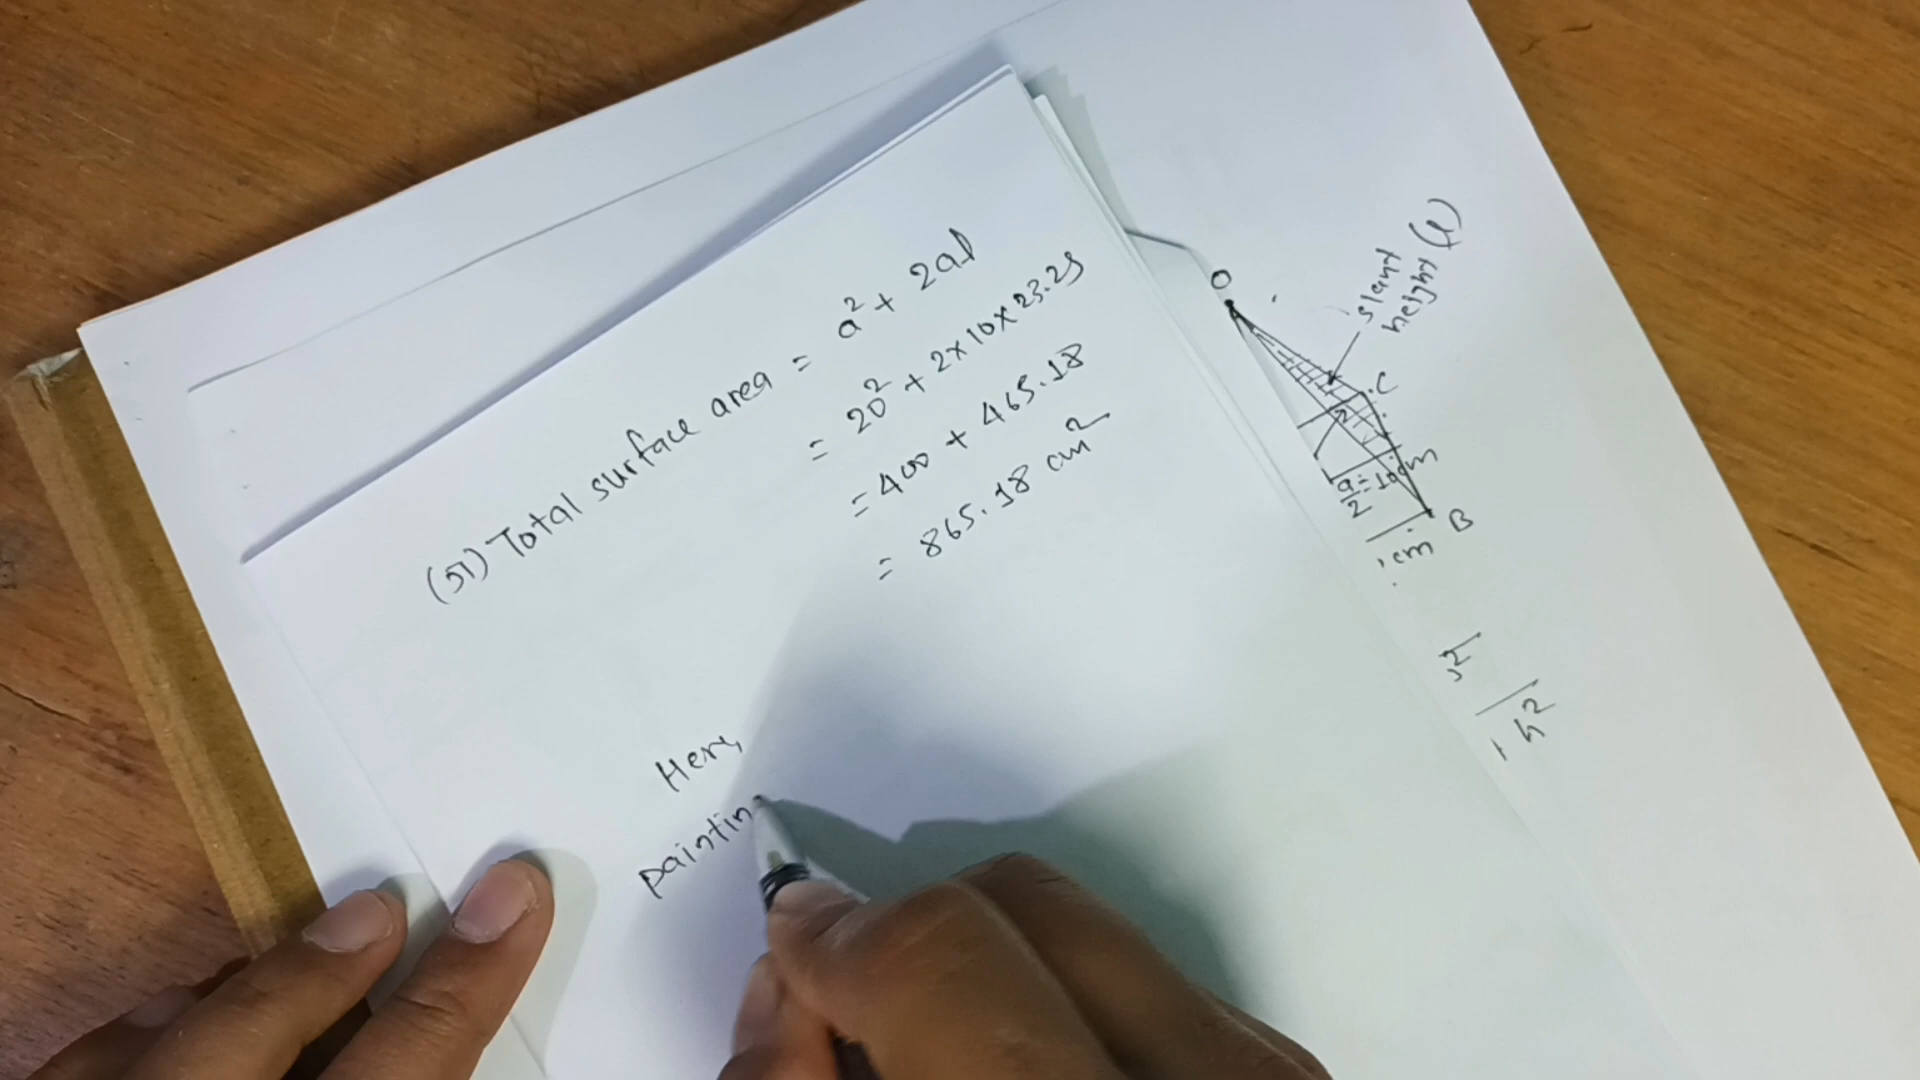 (গ) Total surface area = a² + 2al
= 20² + 2×10×23.25
= 400 + 465.18
= 865.18 cm²
Here,
paintin
O
slant
height (l)
C
a/2 = 10cm
B
cm
h²